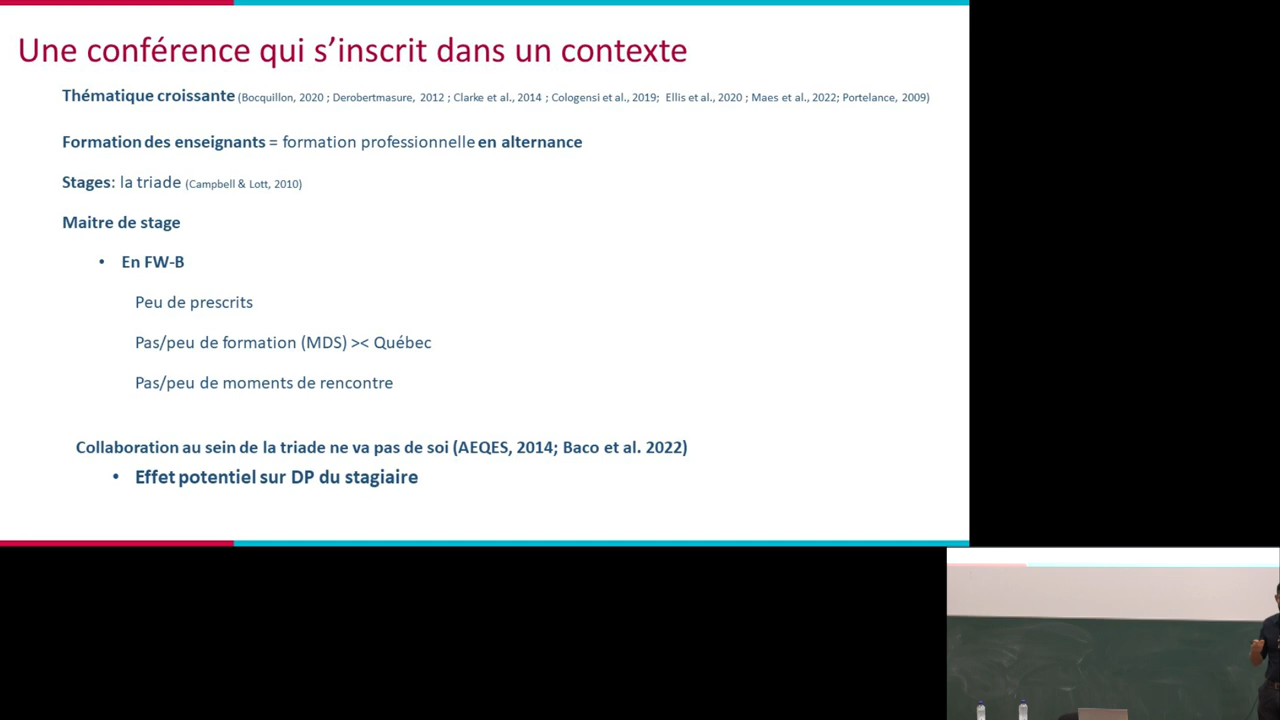 Une conférence qui s’inscrit dans un contexte
Thématique croissante (Bocquillon, 2020 ; Derobertmasure, 2012 ; Clarke et al., 2014 ; Cologensi et al., 2019; Ellis et al., 2020 ; Maes et al., 2022; Portelance, 2009)
Formation des enseignants = formation professionnelle en alternance
Stages: la triade (Campbell & Lott, 2010)
Maitre de stage
• En FW-B
Peu de prescrits
Pas/peu de formation (MDS) >< Québec
Pas/peu de moments de rencontre
Collaboration au sein de la triade ne va pas de soi (AEQES, 2014; Baco et al. 2022)
• Effet potentiel sur DP du stagiaire